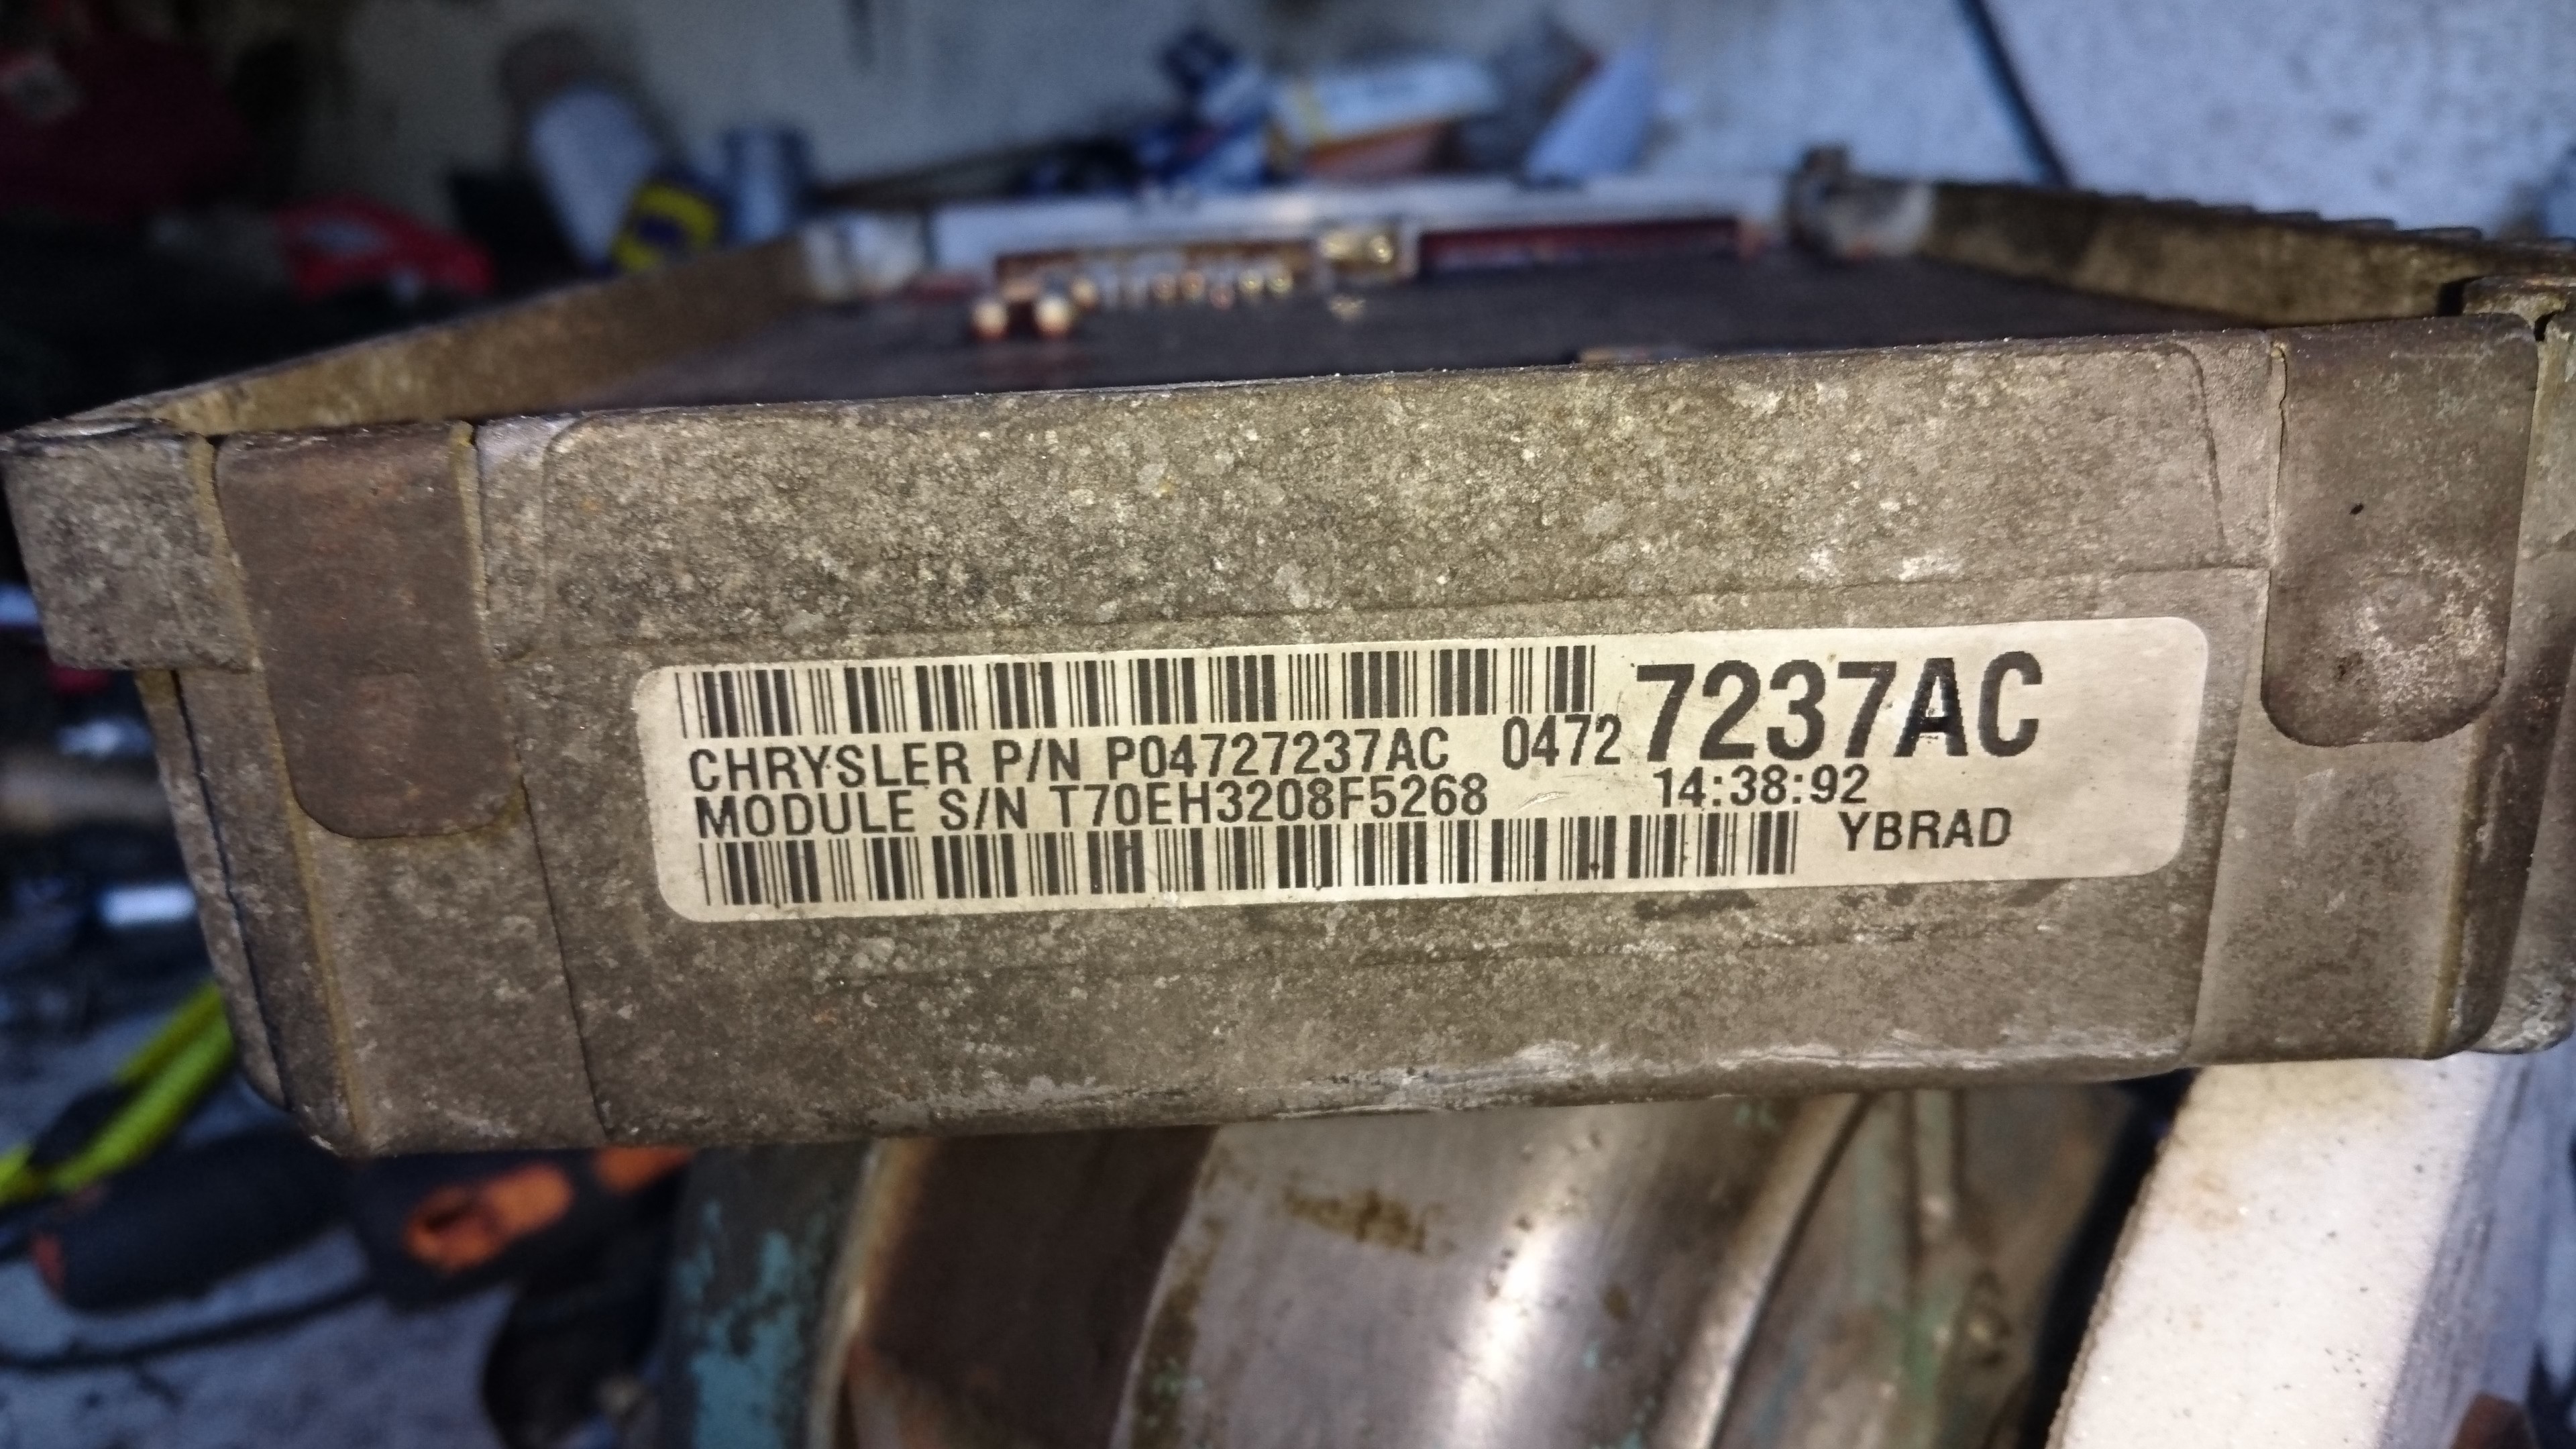 CHRYSLER P/N P04727237AC 0472 7237AC
MODULE S/N T70EH3208F5268 14:38:92
YBRAD